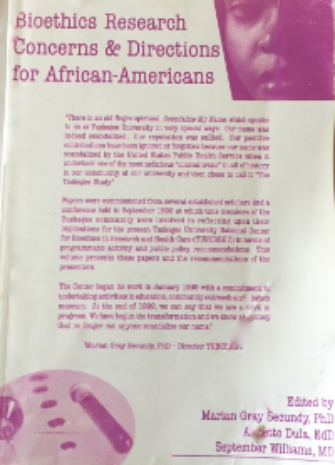 Bioethics Research
Concerns & Directions
for African-Americans
"There is an old Negro spiritual, Scandalize My Name, which speaks
to us at Tuskegee University in very special ways. Our name was
indeed scandalized. Our reputation was sullied. Our positive
contributions have been ignored or forgotten because our name was
scandalized by the United States Public Health Service when it
undertook one of the most nefarious "clinical trials" in all of history
in our community at our university and then chose to call it "The
Tuskegee Study".
Papers were commissioned from several established scholars and a
conference held in September 1999, at which time members of the
Tuskegee community were involved in reflecting upon their
implications for the present Tuskegee University National Center
for Bioethics in Research and Health Care (TUNCBRHC) in terms of
programmatic activity and public policy recommendations. This
volume presents these papers and the recommendations of the
presenters.
The Center began its work in January 1999 with a commitment to
undertaking activities in education, community outreach and
research. At the end of 1999, we can say that we are a work in
progress. We have begun the transformation and we know
that no longer can anyone scandalize our name."
Marian Gray Secundy, PhD - Director
Edited by
Marian Gray Secundy, PhD
Dula, EdD
September Williams, MD